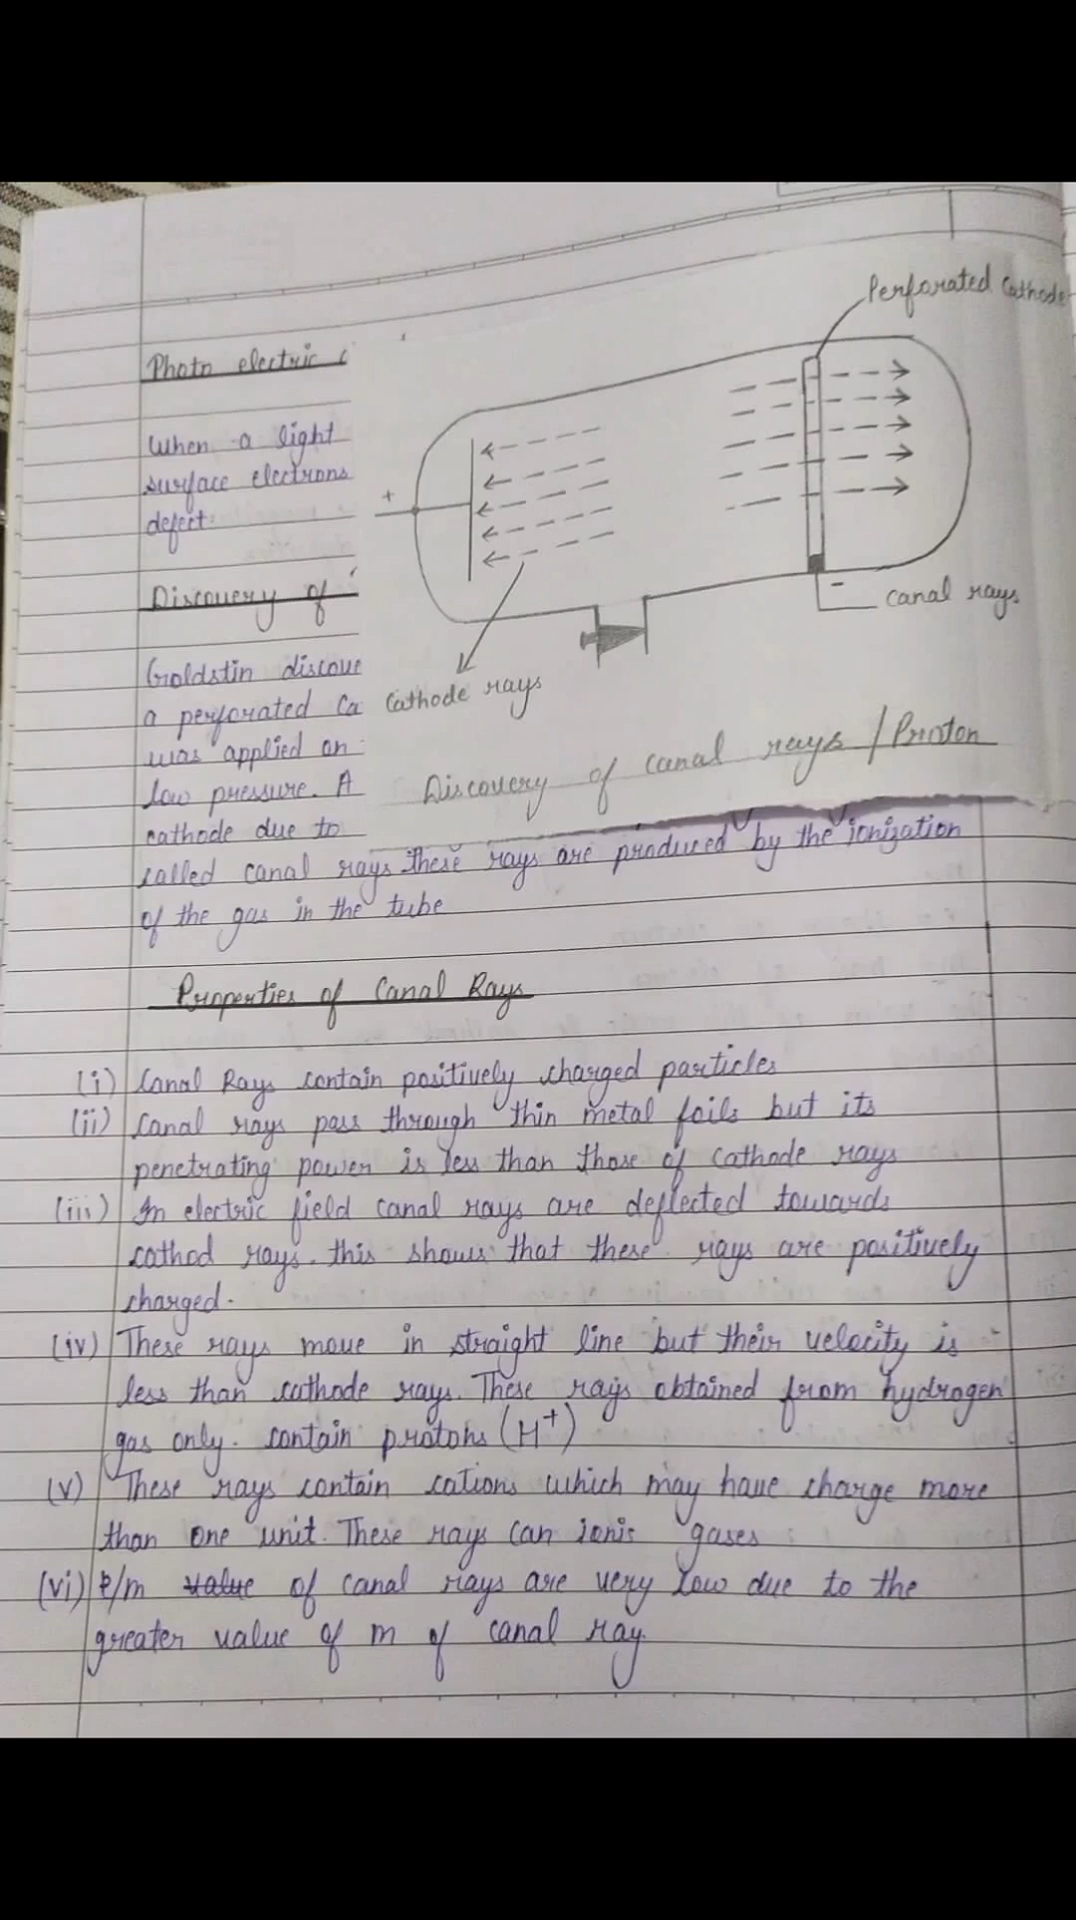 Perforated Cathode
Photo electric
When a light
surface electrons
defect.
+
-
canal rays
Cathode rays
Discovery of canal rays / Proton
Discovery of
Goldstin discove
a perforated Ca
was applied on
low pressure. A
cathode due to
called canal rays these rays are produced by the ionization
of the gas in the tube
Properties of Canal Rays
(i) Canal Rays contain positively charged particles
(ii) Canal rays pass through thin metal foils but its
penetrating power is less than those of cathode rays
(iii) In electric field canal rays are deflected towards
cathod rays. this shows that these rays are positively
charged.
(iv) These rays move in straight line but their velocity is
less than cathode rays. These rays obtained from hydrogen
gas only. contain protons (H+)
(v) These rays contain cations which may have charge more
than one unit. These rays can ionis gases
(vi) e/m value of canal rays are very low due to the
greater value of m of canal ray.